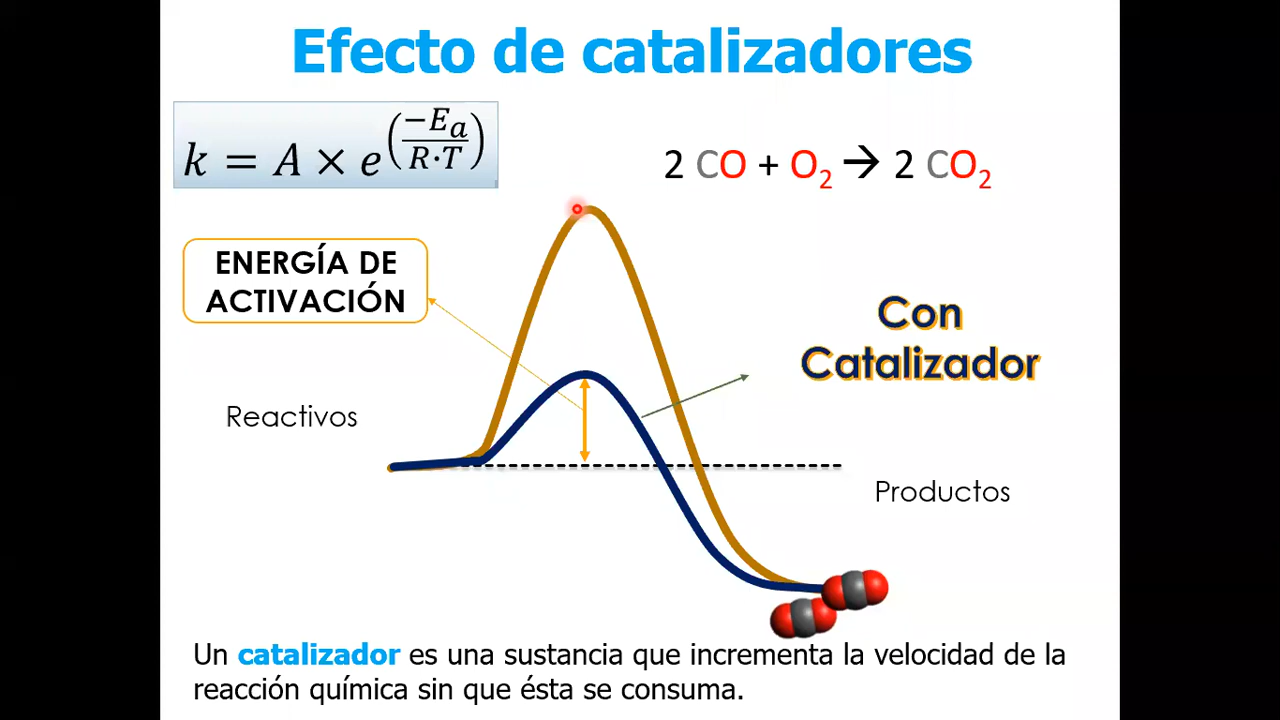 Efecto de catalizadores
k = A × e^(−Eₐ/R·T)
2 CO + O₂ → 2 CO₂
ENERGÍA DE
ACTIVACIÓN
Con
Catalizador
Reactivos
Productos
Un catalizador es una sustancia que incrementa la velocidad de la
reacción química sin que ésta se consuma.